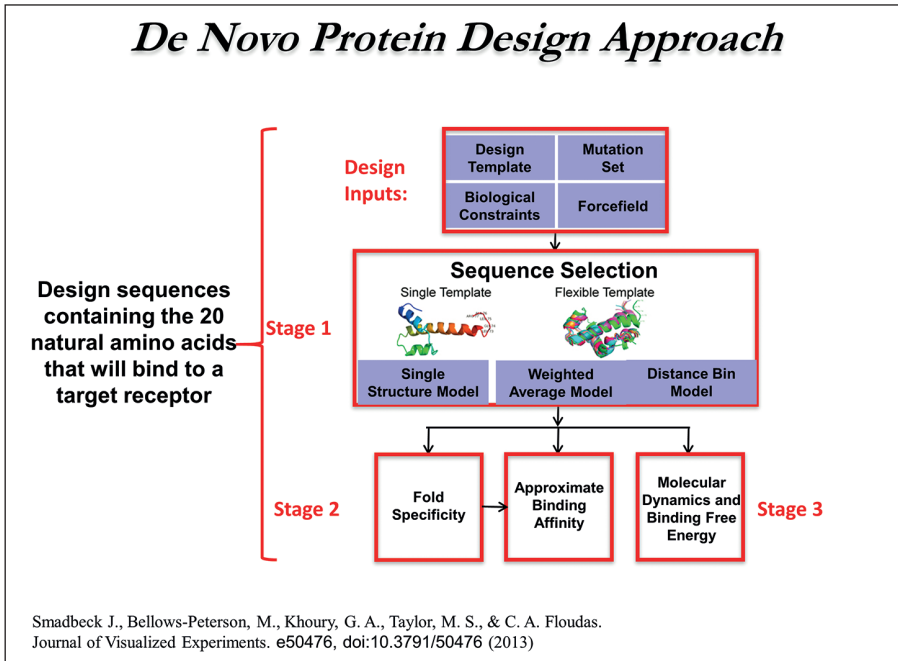 De Novo Protein Design Approach
Design
Inputs:
Design
Template
Mutation
Set
Biological
Constraints
Forcefield
Design sequences
containing the 20
natural amino acids
that will bind to a
target receptor
Stage 1
Sequence Selection
Single Template
Flexible Template
Single
Structure Model
Weighted
Average Model
Distance Bin
Model
Stage 2
Fold
Specificity
Approximate
Binding
Affinity
Molecular
Dynamics and
Binding Free
Energy
Stage 3
Smadbeck J., Bellows-Peterson, M., Khoury, G. A., Taylor, M. S., & C. A. Floudas.
Journal of Visualized Experiments. e50476, doi:10.3791/50476 (2013)